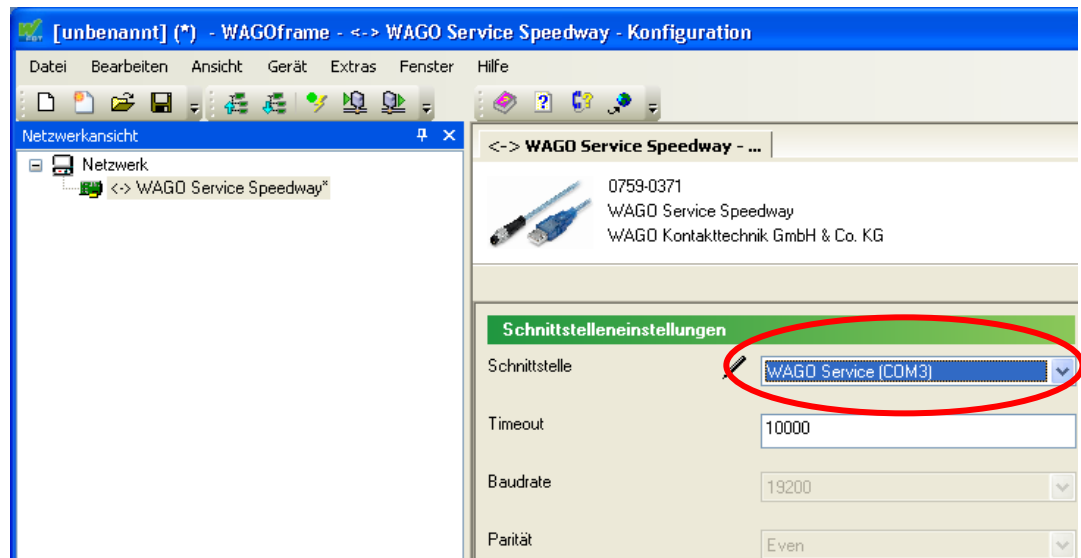 [unbenannt] (*) - WAGOframe - <-> WAGO Service Speedway - Konfiguration
Datei Bearbeiten Ansicht Gerät Extras Fenster Hilfe
Netzwerkansicht
Netzwerk
<-> WAGO Service Speedway*
<-> WAGO Service Speedway - ...
0759-0371
WAGO Service Speedway
WAGO Kontakttechnik GmbH & Co. KG
Schnittstelleneinstellungen
Schnittstelle WAGO Service (COM3)
Timeout 10000
Baudrate 19200
Parität Even